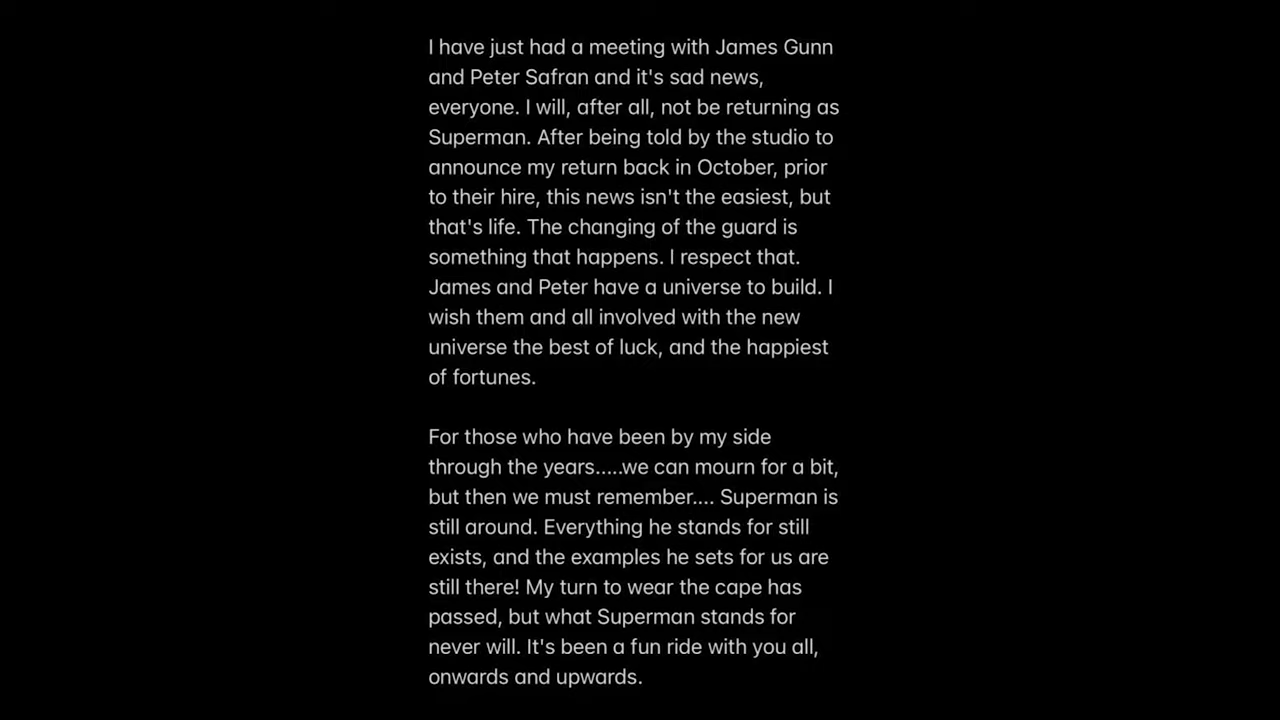 I have just had a meeting with James Gunn
and Peter Safran and it's sad news,
everyone. I will, after all, not be returning as
Superman. After being told by the studio to
announce my return back in October, prior
to their hire, this news isn't the easiest, but
that's life. The changing of the guard is
something that happens. I respect that.
James and Peter have a universe to build. I
wish them and all involved with the new
universe the best of luck, and the happiest
of fortunes.

For those who have been by my side
through the years.....we can mourn for a bit,
but then we must remember.... Superman is
still around. Everything he stands for still
exists, and the examples he sets for us are
still there! My turn to wear the cape has
passed, but what Superman stands for
never will. It's been a fun ride with you all,
onwards and upwards.